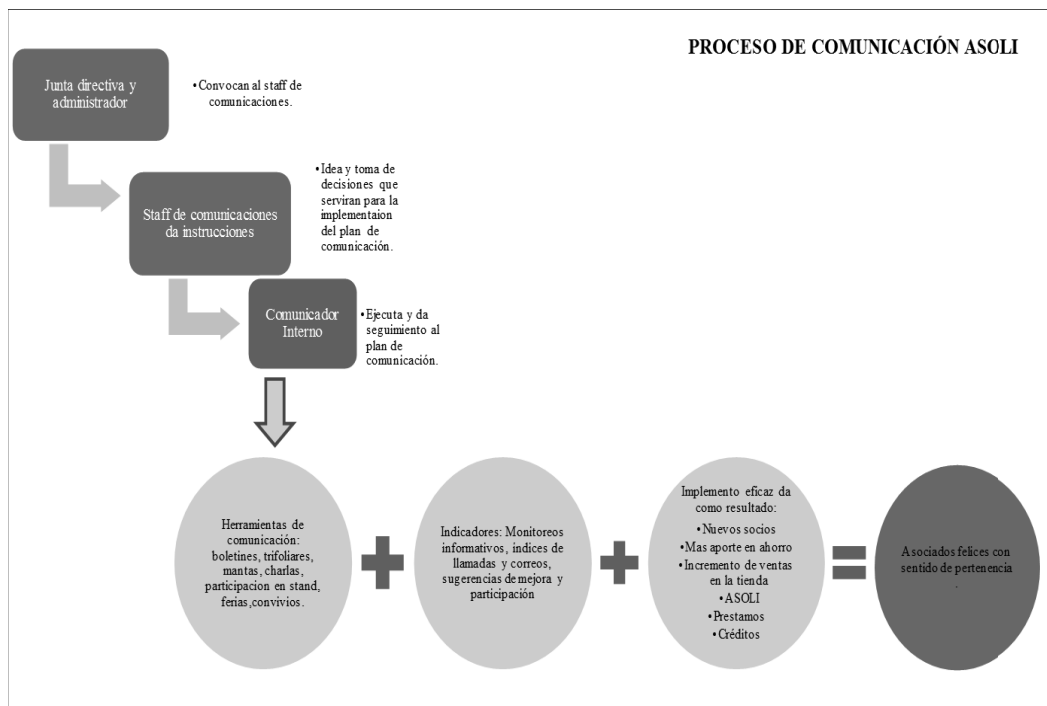 PROCESO DE COMUNICACIÓN ASOLI
Junta directiva y
administrador
•Convocan al staff de
comunicaciones.
Staff de comunicaciones
da instrucciones
•Idea y toma de
decisiones que
serviran para la
implementaion
del plan de
comunicación.
Comunicador
Interno
•Ejecuta y da
seguimiento al
plan de
comunicación.
Herramientas de
comunicación:
boletines, trifoliares,
mantas, charlas,
participacion en stand,
ferias,convivios.
Indicadores: Monitoreos
informativos, indices de
llamadas y correos,
sugerencias de mejora y
participación
Implemento eficaz da
como resultado:
•Nuevos socios
•Mas aporte en ahorro
•Incremento de ventas
en la tienda
•ASOLI
•Prestamos
•Créditos
Asociados felices con
sentido de pertenencia
.